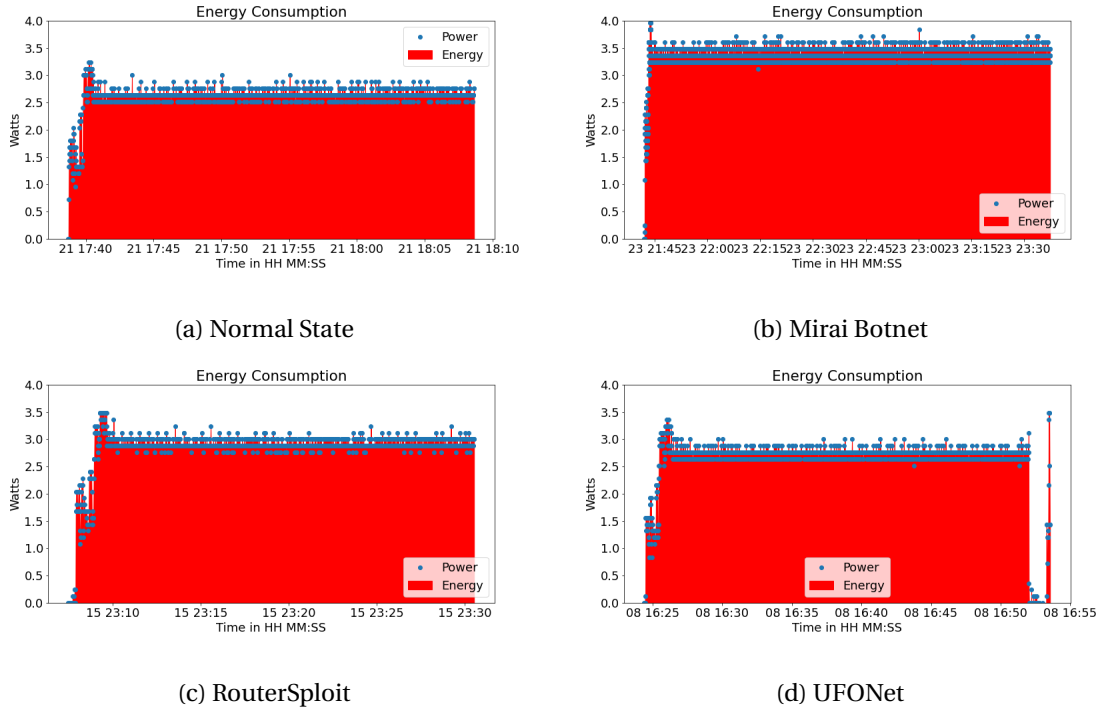 Energy Consumption
4.0
3.5
3.0
2.5
2.0
1.5
1.0
0.5
0.0
Watts
Power
Energy
21 17:40 21 17:45 21 17:50 21 17:55 21 18:00 21 18:05 21 18:10
Time in HH MM:SS
(a) Normal State
Energy Consumption
4.0
3.5
3.0
2.5
2.0
1.5
1.0
0.5
0.0
Watts
Power
Energy
23 21:45 23 22:00 23 22:15 23 22:30 23 22:45 23 23:00 23 23:15 23 23:30
Time in HH MM:SS
(b) Mirai Botnet
Energy Consumption
4.0
3.5
3.0
2.5
2.0
1.5
1.0
0.5
0.0
Watts
Power
Energy
15 23:10 15 23:15 15 23:20 15 23:25 15 23:30
Time in HH MM:SS
(c) RouterSploit
Energy Consumption
4.0
3.5
3.0
2.5
2.0
1.5
1.0
0.5
0.0
Watts
Power
Energy
08 16:25 08 16:30 08 16:35 08 16:40 08 16:45 08 16:50 08 16:55
Time in HH MM:SS
(d) UFONet